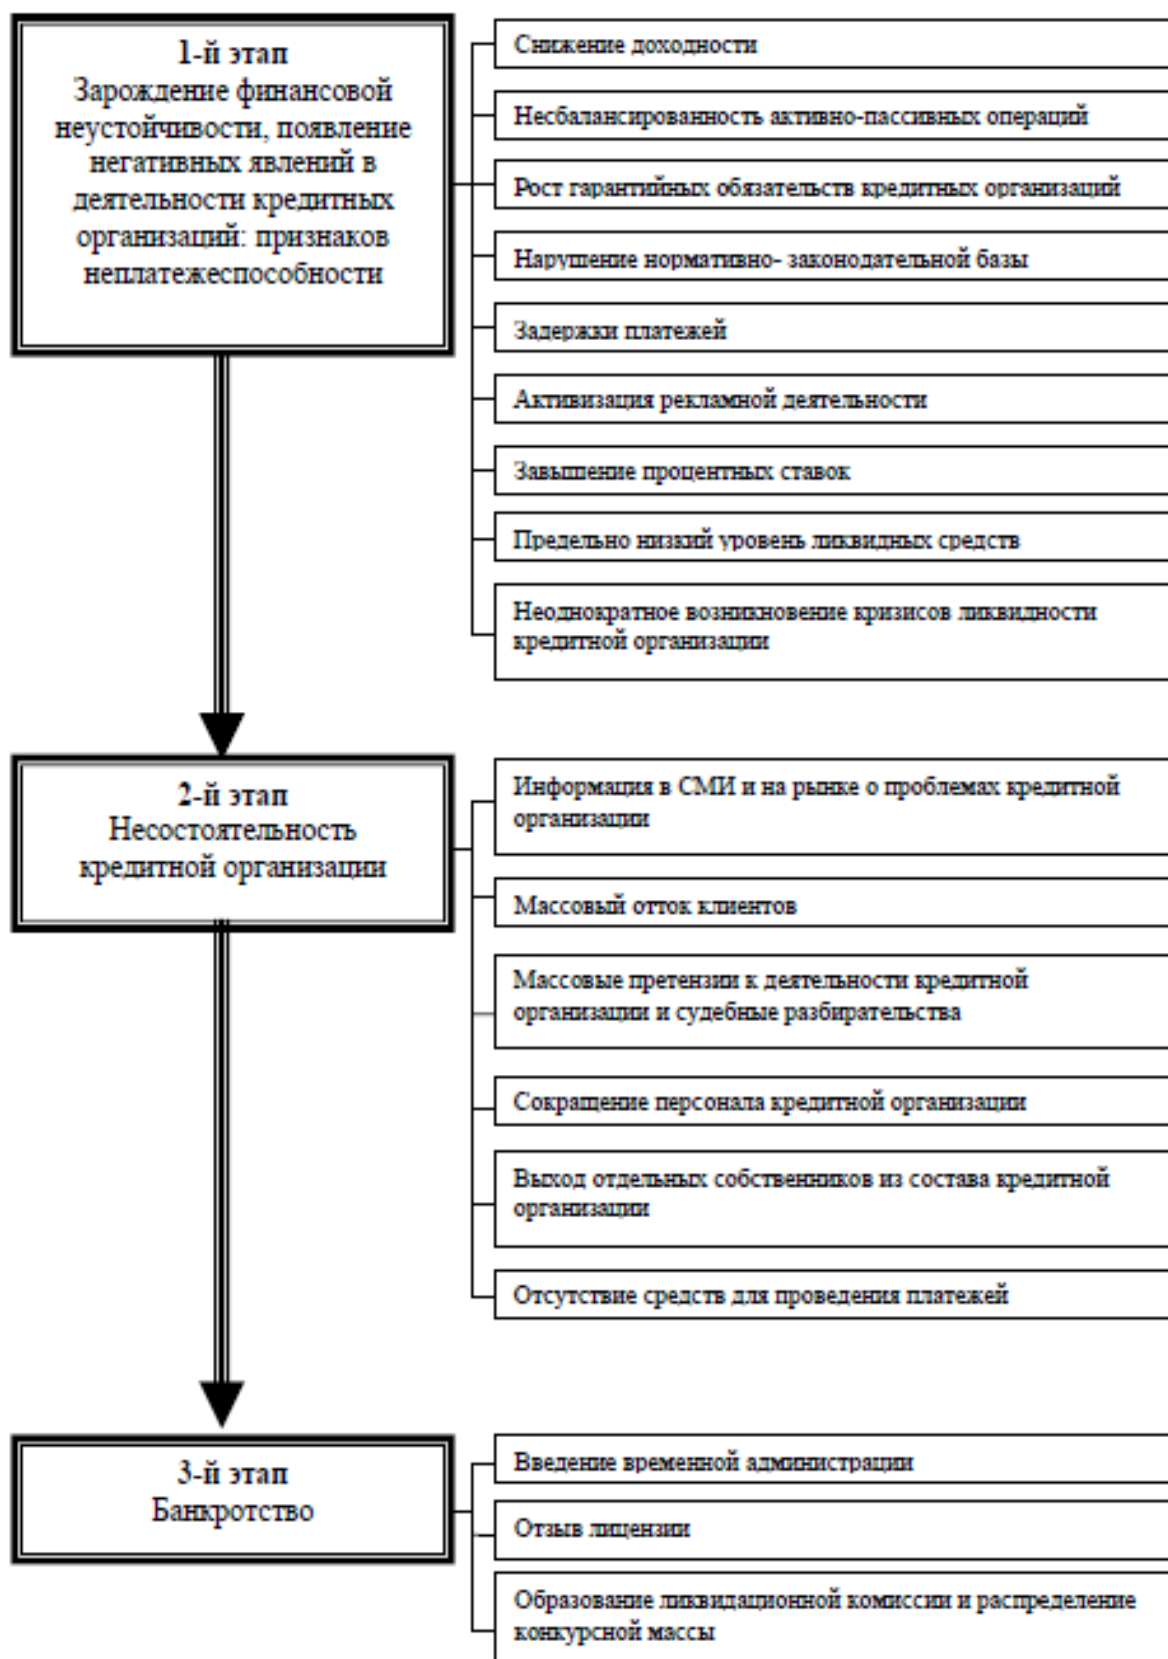 1-й этап
Зарождение финансовой
неустойчивости, появление
негативных явлений в
деятельности кредитных
организаций: признаков
неплатежеспособности
Снижение доходности
Несбалансированность активно-пассивных операций
Рост гарантийных обязательств кредитных организаций
Нарушение нормативно- законодательной базы
Задержки платежей
Активизация рекламной деятельности
Завышение процентных ставок
Предельно низкий уровень ликвидных средств
Неоднократное возникновение кризисов ликвидности
кредитной организации
2-й этап
Несостоятельность
кредитной организации
Информация в СМИ и на рынке о проблемах кредитной
организации
Массовый отток клиентов
Массовые претензии к деятельности кредитной
организации и судебные разбирательства
Сокращение персонала кредитной организации
Выход отдельных собственников из состава кредитной
организации
Отсутствие средств для проведения платежей
3-й этап
Банкротство
Введение временной администрации
Отзыв лицензии
Образование ликвидационной комиссии и распределение
конкурсной массы